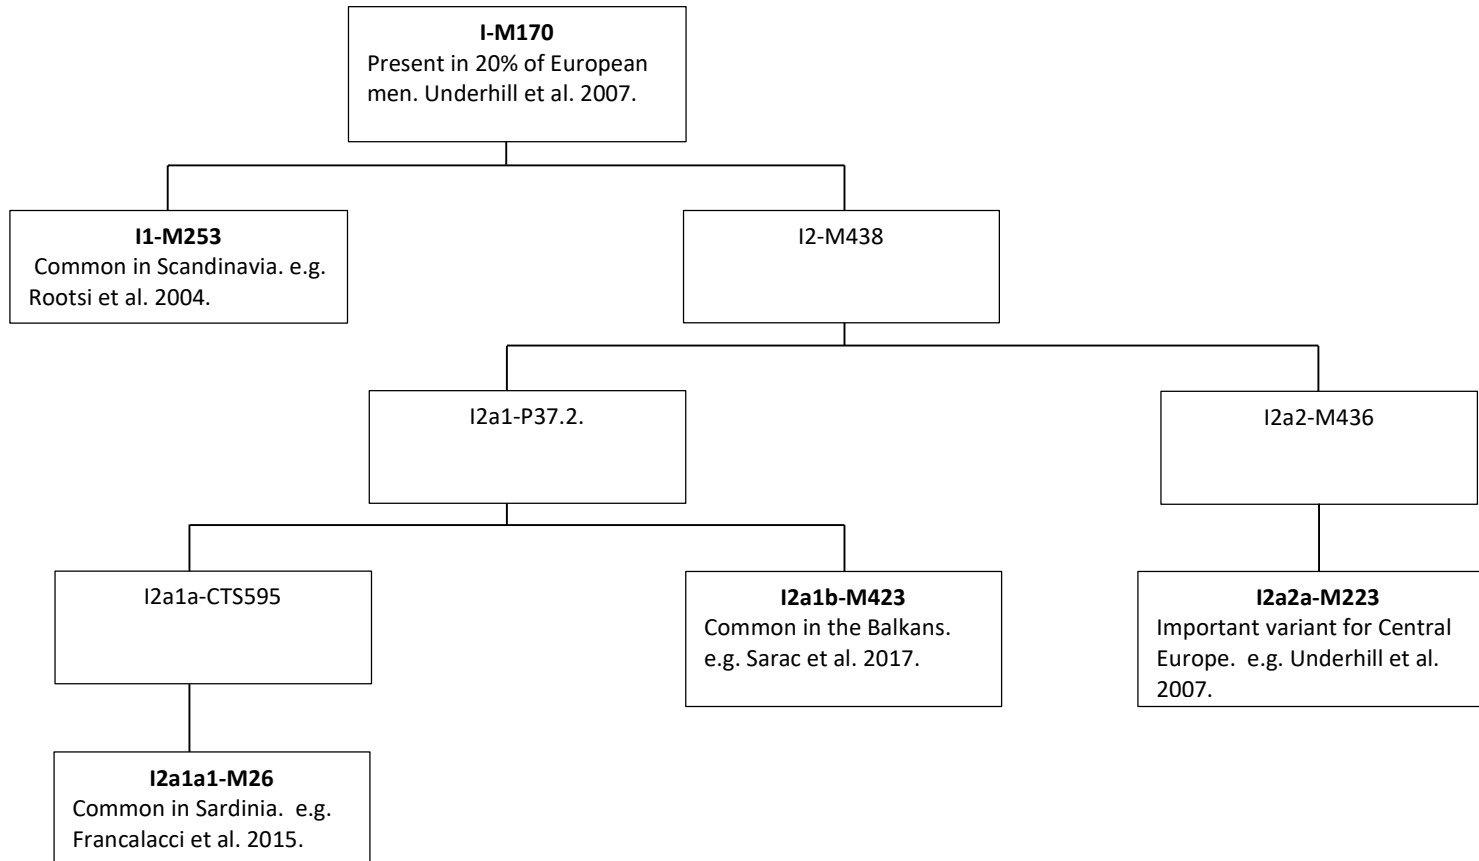 I-M170
Present in 20% of European
men. Underhill et al. 2007.
I1-M253
Common in Scandinavia. e.g.
Rootsi et al. 2004.
I2-M438
I2a1-P37.2.
I2a2-M436
I2a1a-CTS595
I2a1b-M423
Common in the Balkans.
e.g. Sarac et al. 2017.
I2a2a-M223
Important variant for Central
Europe. e.g. Underhill et al.
2007.
I2a1a1-M26
Common in Sardinia. e.g.
Francalacci et al. 2015.